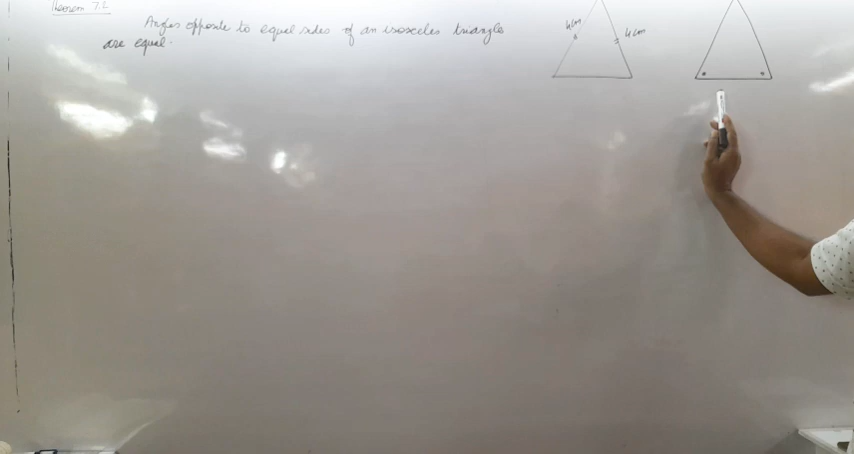 Theorem 7.2
Angles opposite to equal sides of an isosceles triangle
are equal.
4cm
4cm